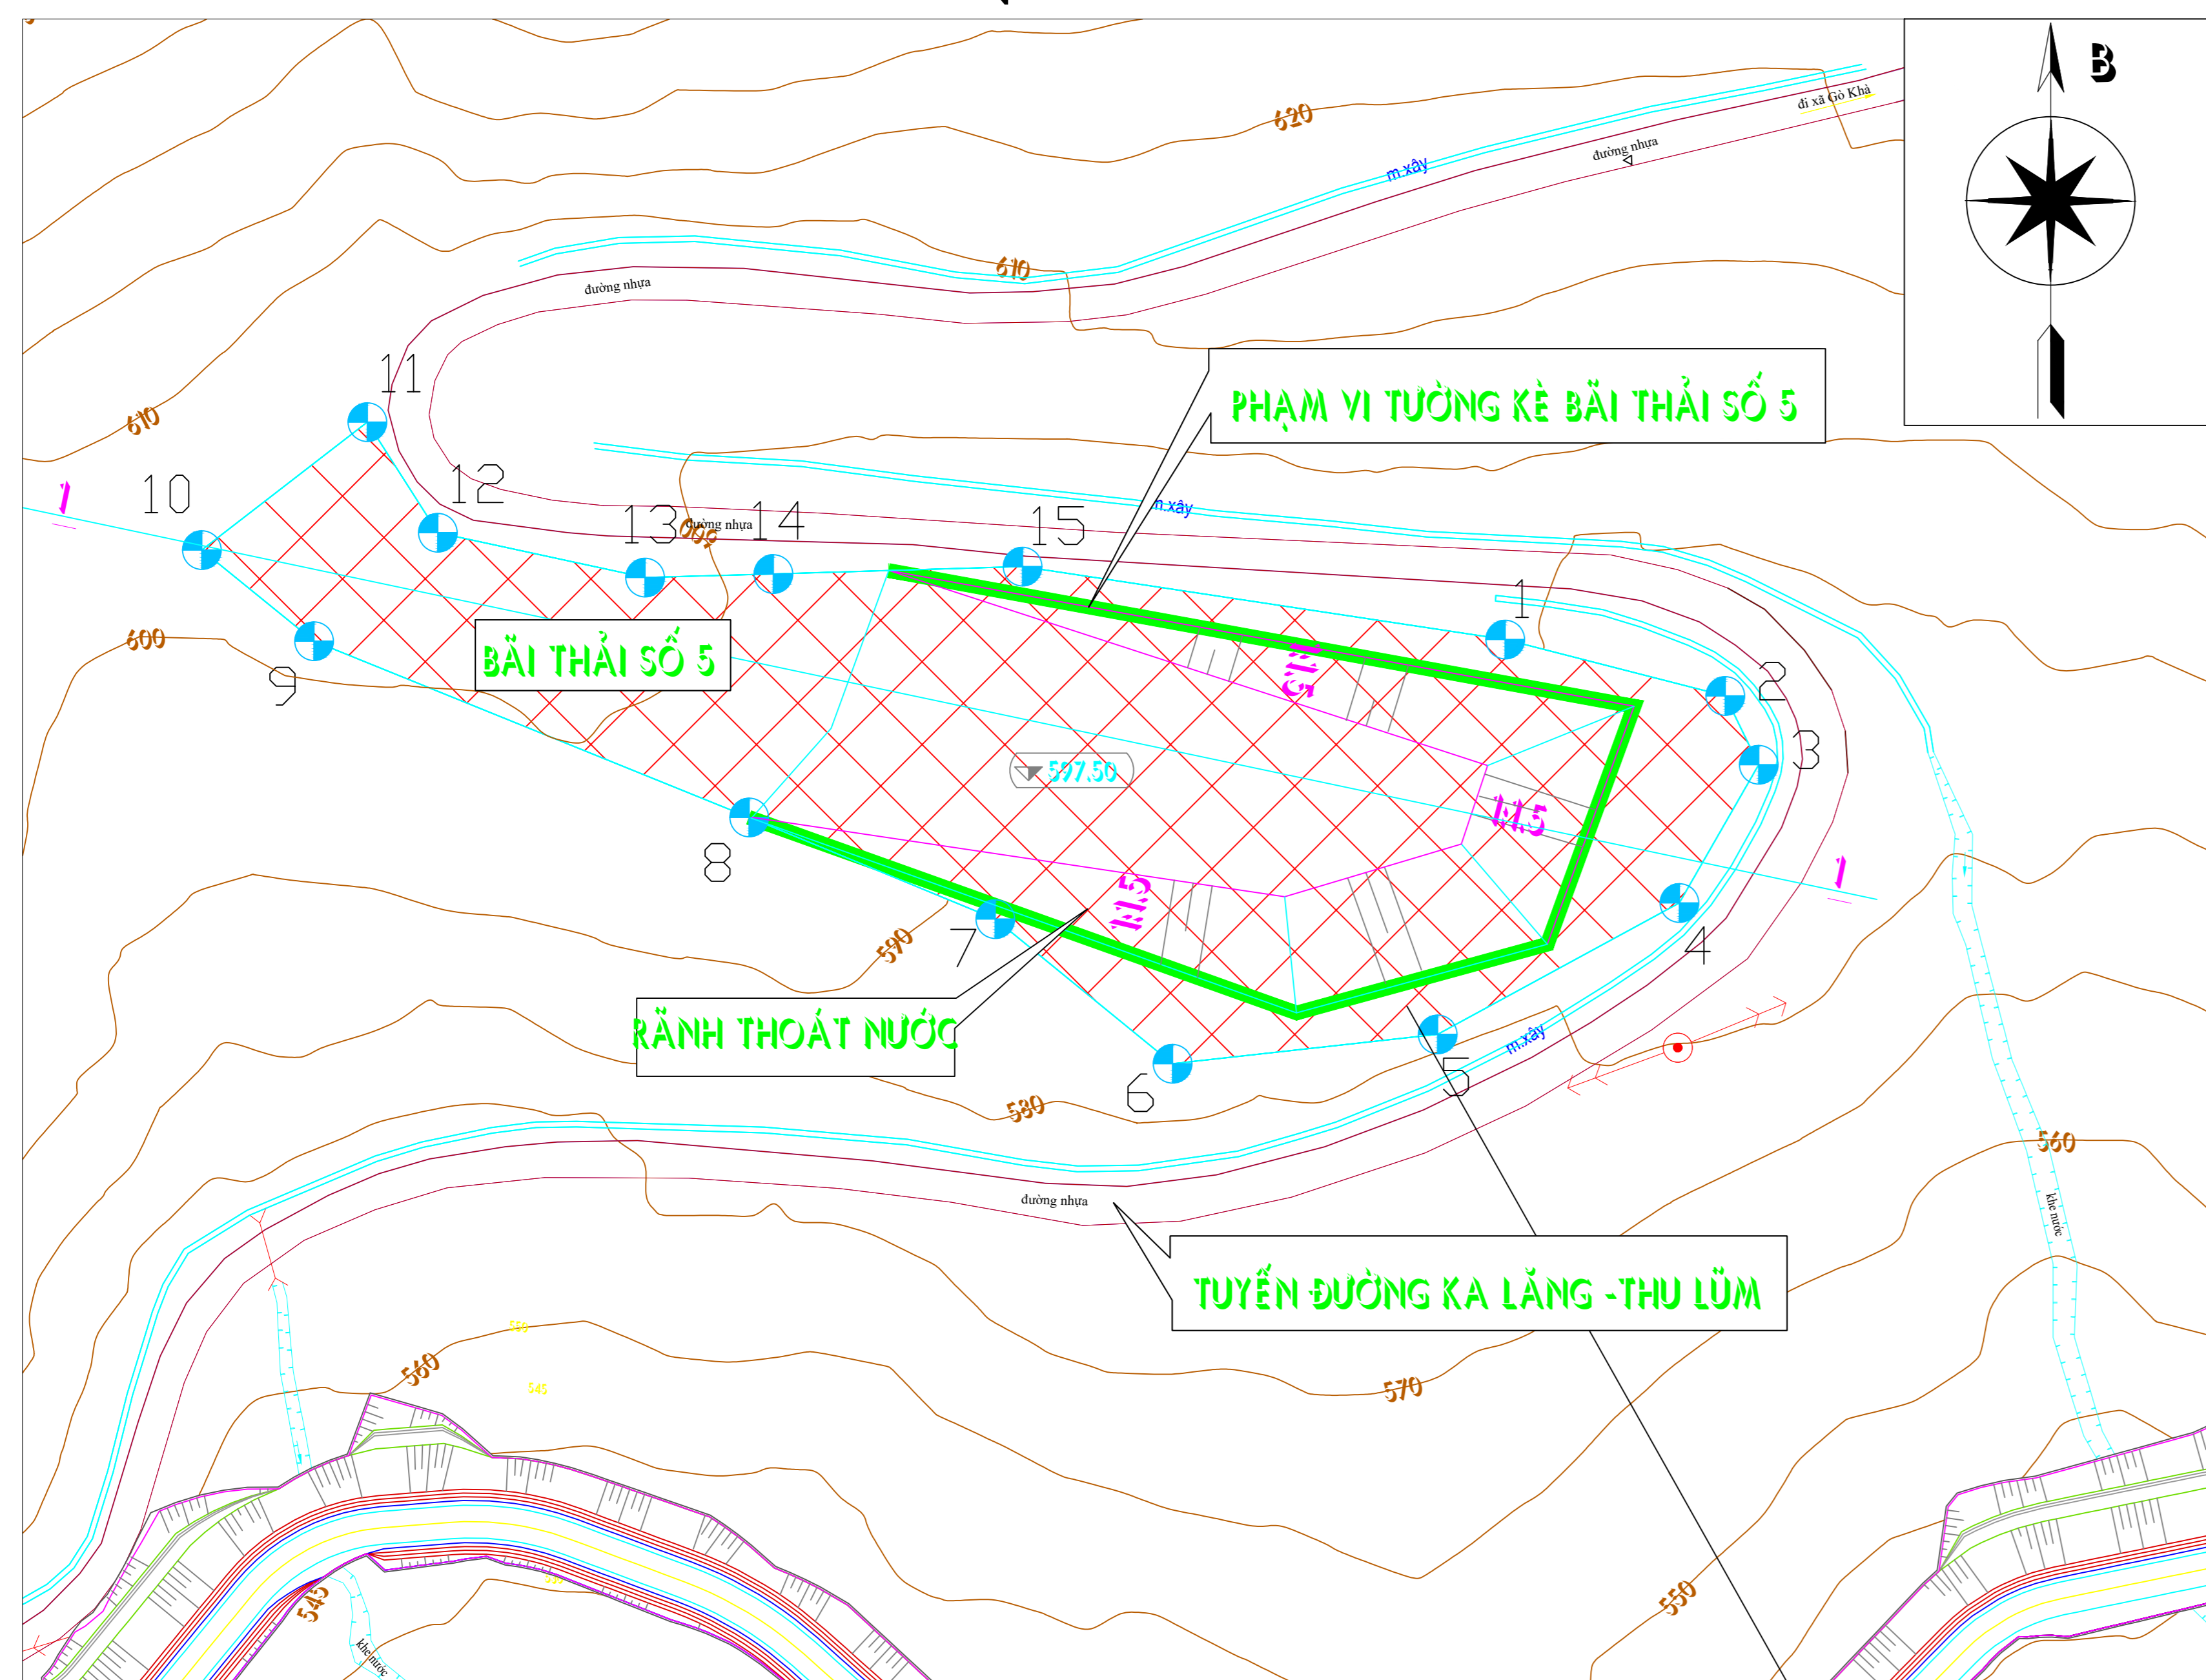 B
620
đi xã Gò Khà
đường nhựa
m.xây
610
đường nhựa
11
PHẠM VI TƯỜNG KÈ BÃI THẢI SỐ 5
610
10
12
1
13
đường nhựa
14
15
m.xây
1
600
9
BÃI THẢI SỐ 5
2
3
597.50
1/1.5
8
1/1.5
1
7
590
4
RÃNH THOÁT NƯỚC
m.xây
6
5
580
560
đường nhựa
khe nước
TUYẾN ĐƯỜNG KA LĂNG -THU LŨM
550
560
545
570
550
545
khe nước